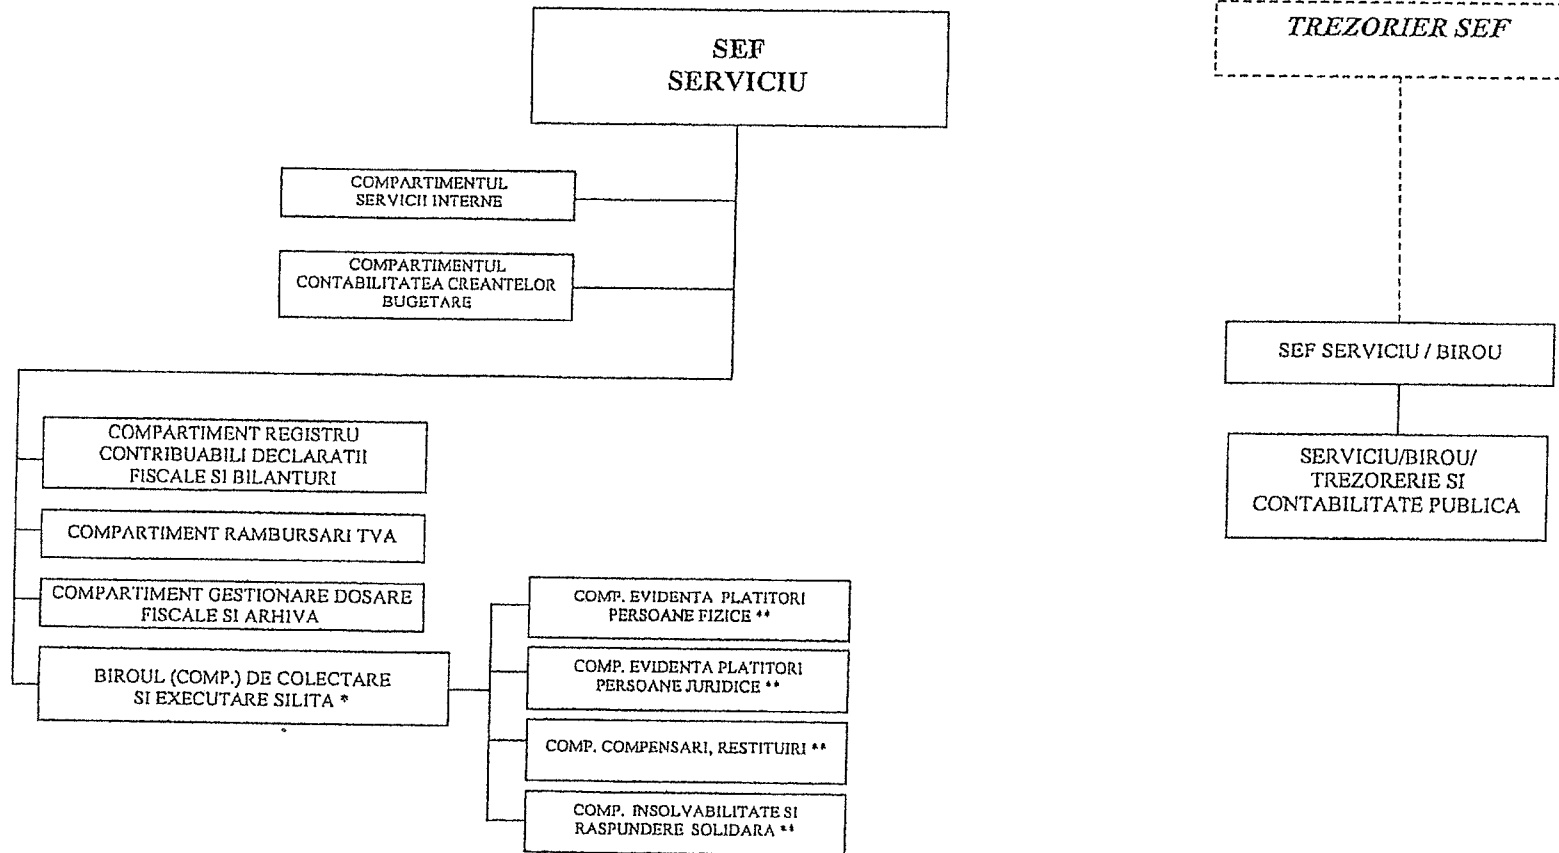 SEF
SERVICIU
TREZORIER SEF
COMPARTIMENTUL
SERVICII INTERNE
COMPARTIMENTUL
CONTABILITATEA CREANTELOR
BUGETARE
SEF SERVICIU / BIROU
SERVICIU/BIROU/
TREZORERIE SI
CONTABILITATE PUBLICA
COMPARTIMENT REGISTRU
CONTRIBUABILI DECLARATII
FISCALE SI BILANTURI
COMPARTIMENT RAMBURSARI TVA
COMPARTIMENT GESTIONARE DOSARE
FISCALE SI ARHIVA
BIROUL (COMP.) DE COLECTARE
SI EXECUTARE SILITA *
COMP. EVIDENTA PLATITORI
PERSOANE FIZICE **
COMP. EVIDENTA PLATITORI
PERSOANE JURIDICE **
COMP. COMPENSARI, RESTITUIRI **
COMP. INSOLVABILITATE SI
RASPUNDERE SOLIDARA **